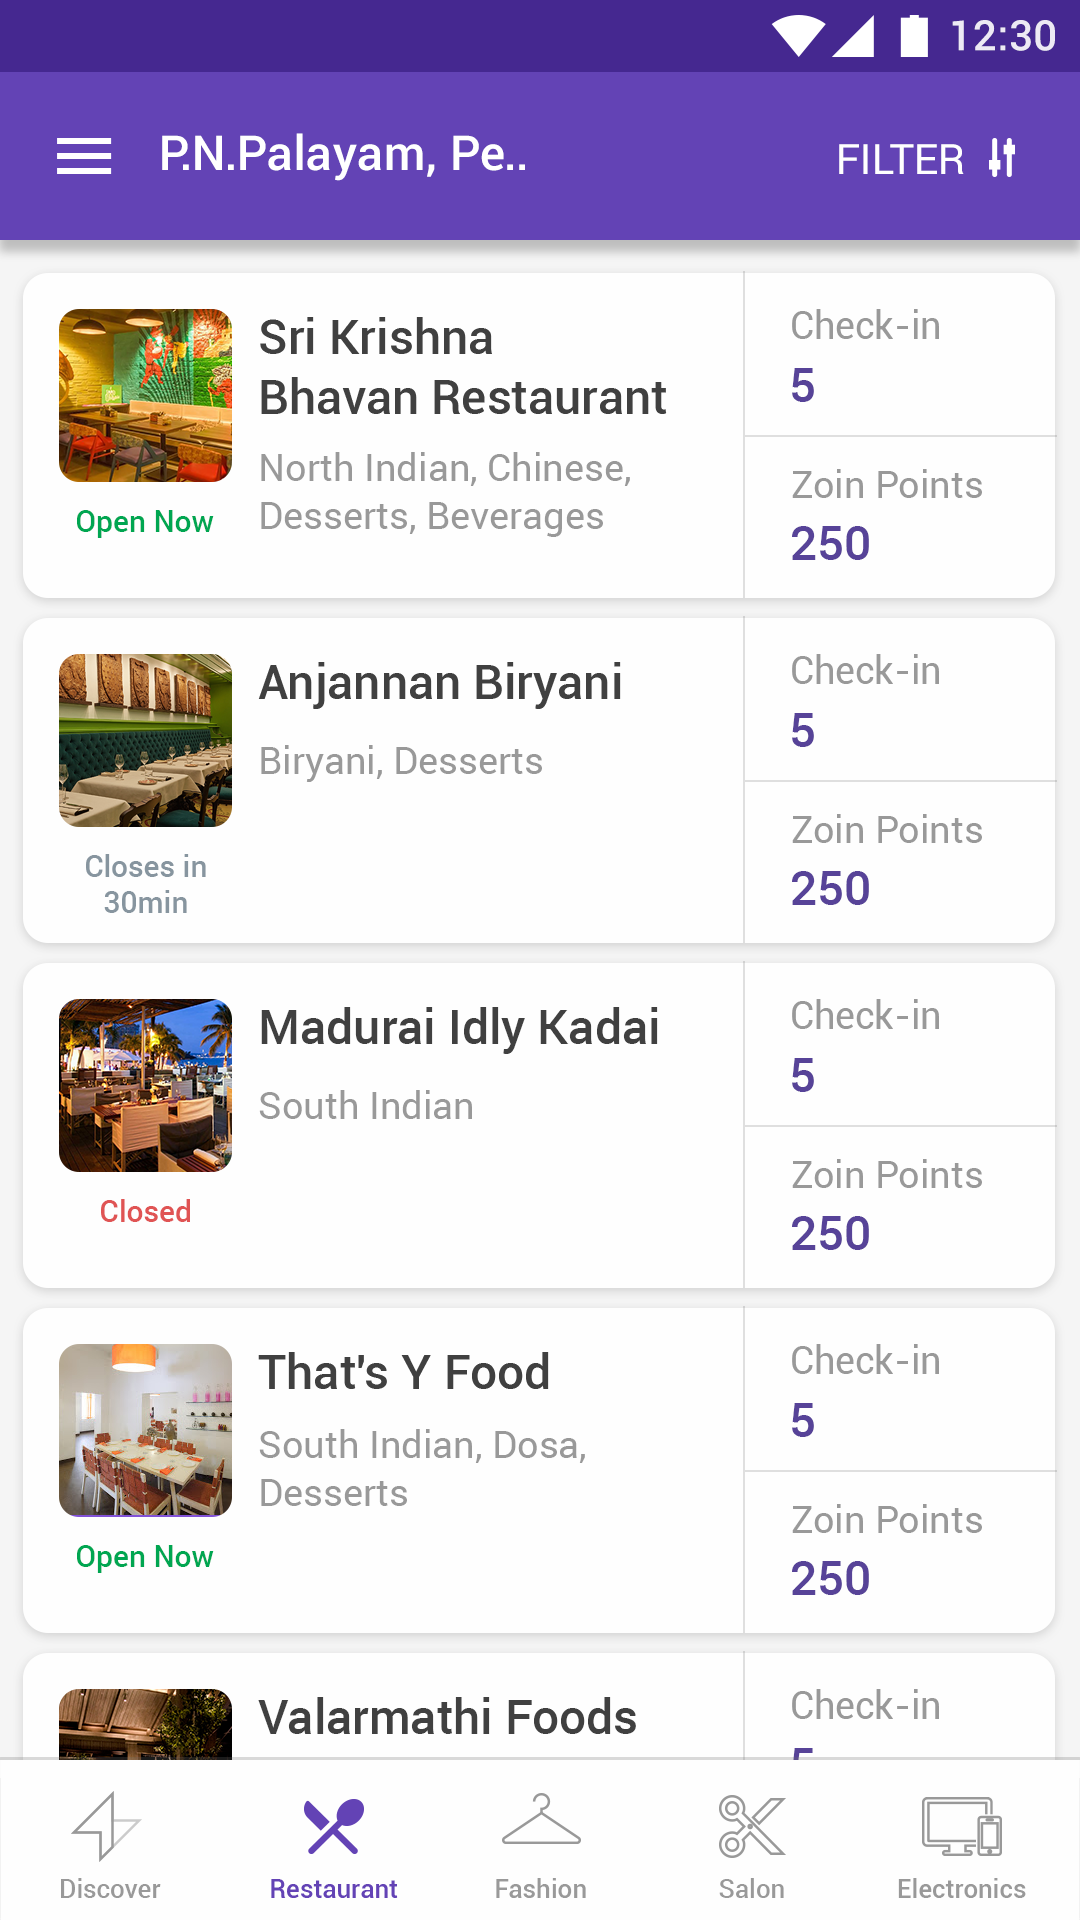 12:30
P.N.Palayam, Pe..
FILTER
Sri Krishna
Bhavan Restaurant
North Indian, Chinese,
Desserts, Beverages
Open Now
Check-in
5
Zoin Points
250
Anjannan Biryani
Biryani, Desserts
Closes in
30min
Check-in
5
Zoin Points
250
Madurai Idly Kadai
South Indian
Closed
Check-in
5
Zoin Points
250
That's Y Food
South Indian, Dosa,
Desserts
Open Now
Check-in
5
Zoin Points
250
Valarmathi Foods
Check-in
5
Discover
Restaurant
Fashion
Salon
Electronics